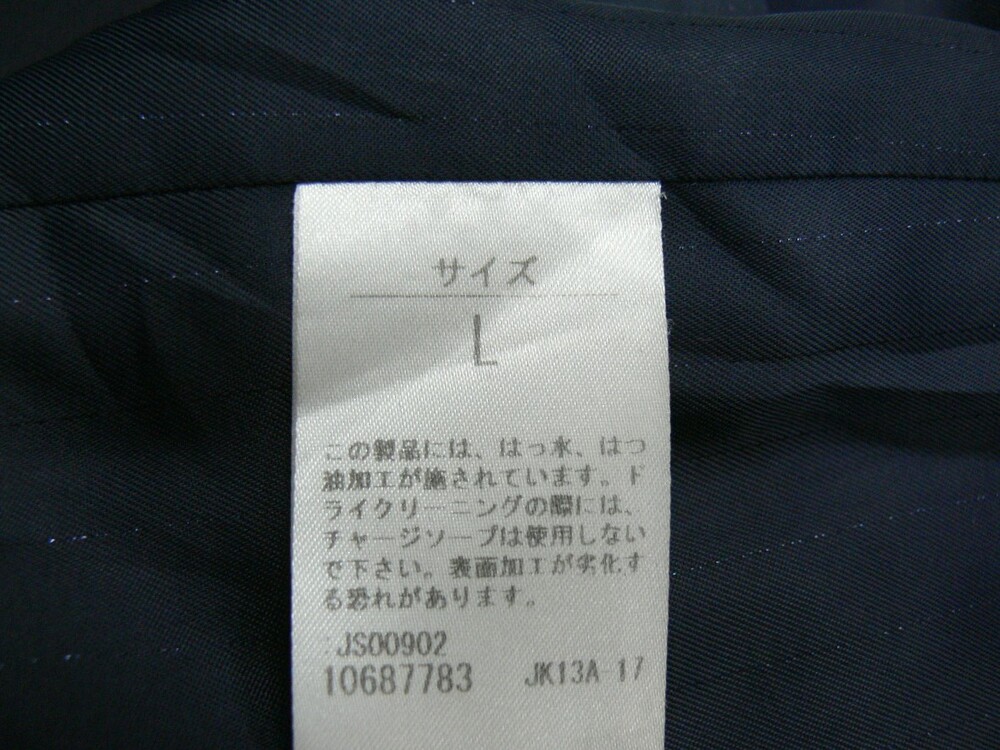 サイズ
L
この製品には、はっ水、はつ
油加工が施されています。ド
ライクリーニングの際には、
チャージソープは使用しない
で下さい。表面加工が劣化す
る恐れがあります。
:JS00902
10687783 JK13A-17